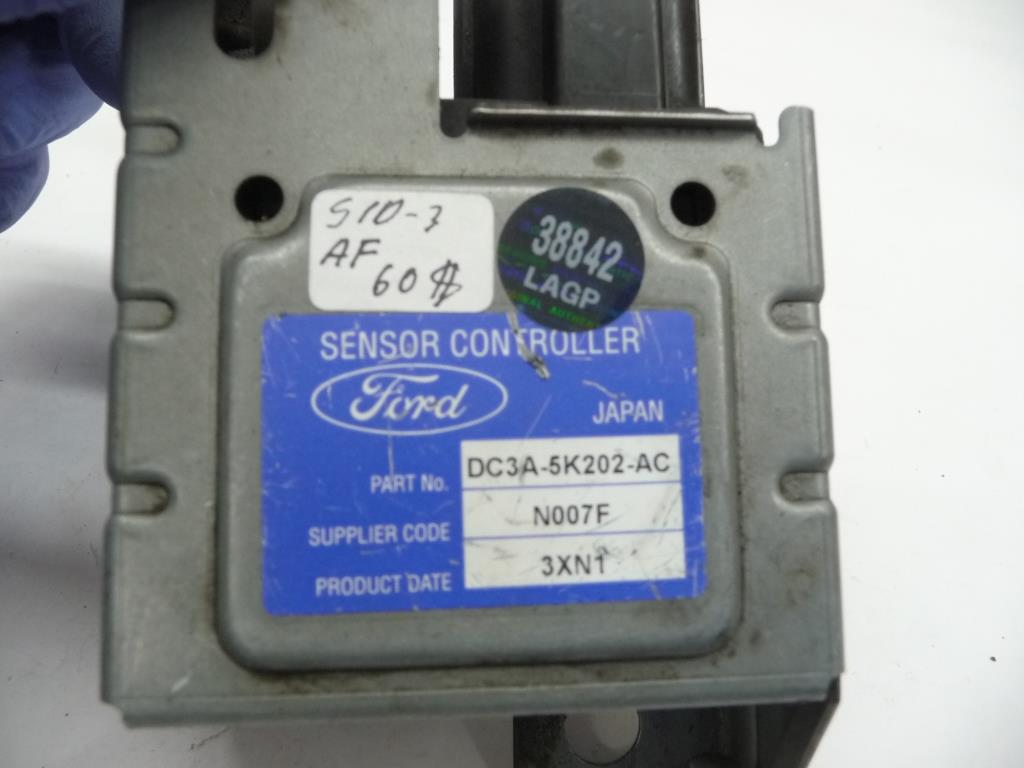 S10-3
AF
60$
38842
LAGP
SENSOR CONTROLLER
Ford
JAPAN
PART No. DC3A-5K202-AC
SUPPLIER CODE N007F
PRODUCT DATE 3XN1